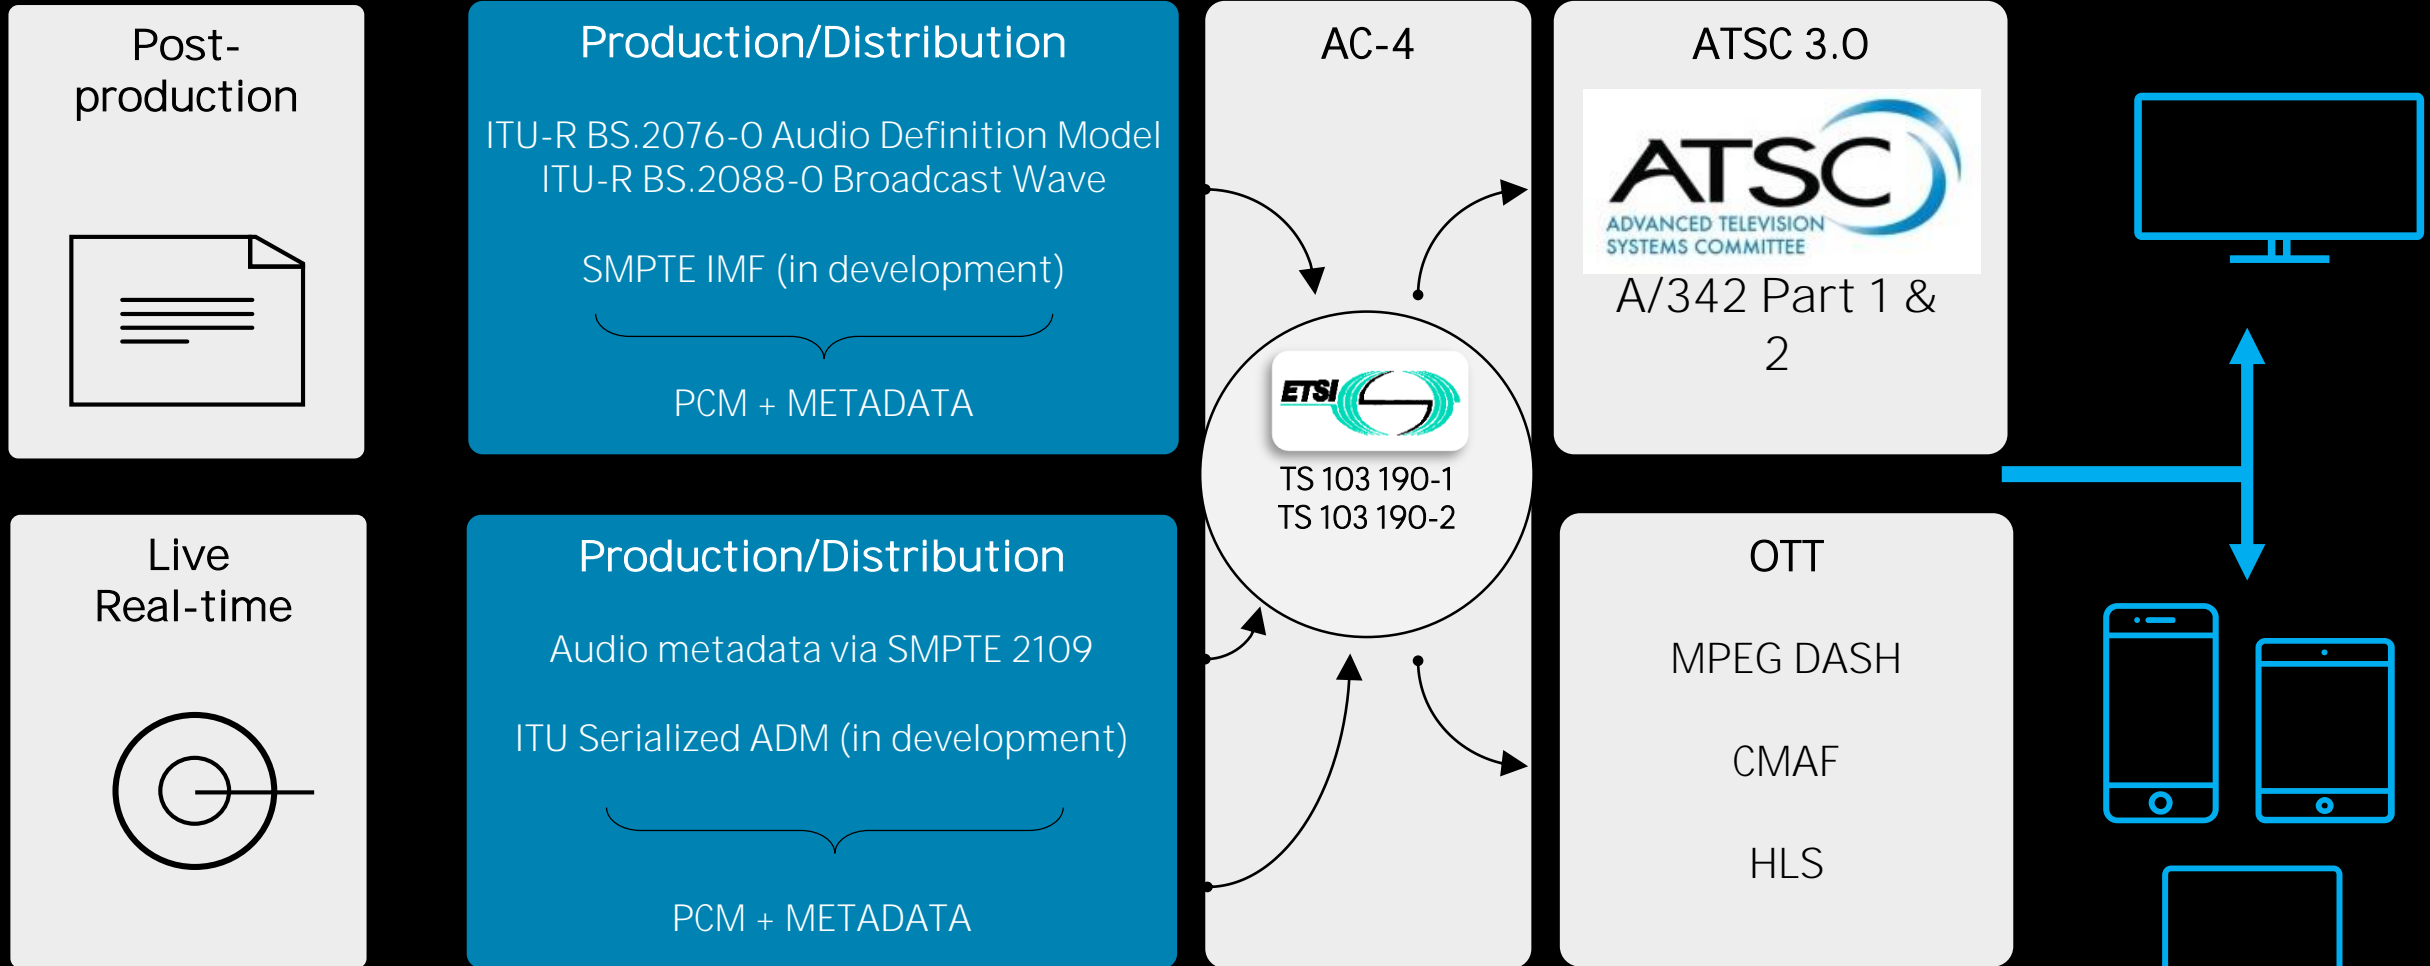 Post-
production
Production/Distribution
ITU-R BS.2076-0 Audio Definition Model
ITU-R BS.2088-0 Broadcast Wave
SMPTE IMF (in development)
PCM + METADATA
AC-4
ETSI
TS 103 190-1
TS 103 190-2
ATSC 3.0
ATSC
ADVANCED TELEVISION
SYSTEMS COMMITTEE
A/342 Part 1 &
2
Live
Real-time
Production/Distribution
Audio metadata via SMPTE 2109
ITU Serialized ADM (in development)
PCM + METADATA
OTT
MPEG DASH
CMAF
HLS